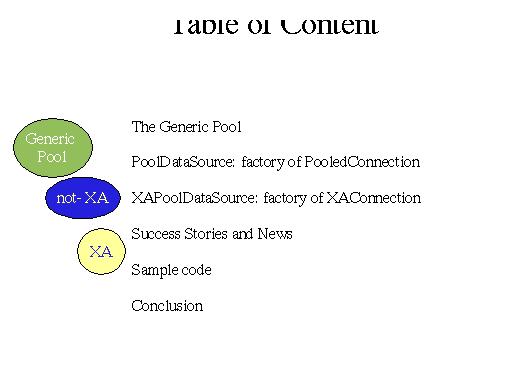 Table of Content
The Generic Pool
Generic
Pool
PoolDataSource: factory of PooledConnection
not- XA
XAPoolDataSource: factory of XAConnection
Success Stories and News
XA
Sample code
Conclusion